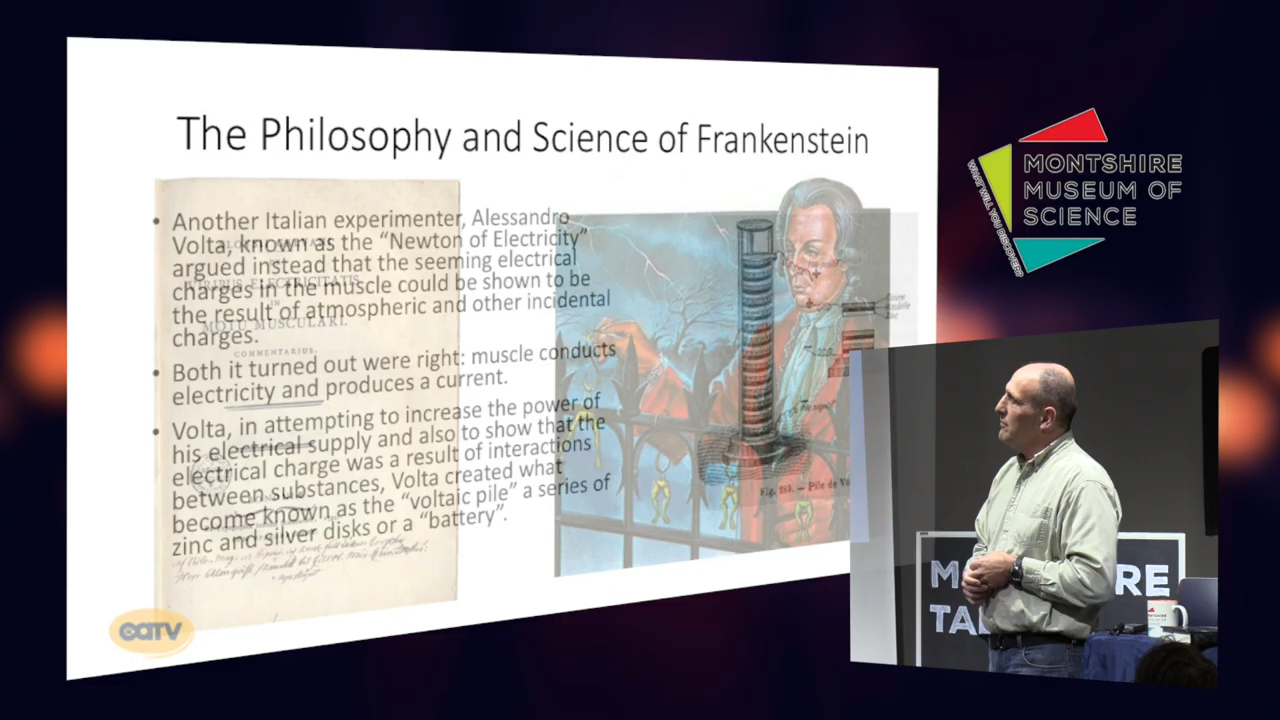 The Philosophy and Science of Frankenstein
• Another Italian experimenter, Alessandro
Volta, known as the “Newton of Electricity”
argued instead that the seeming electrical
charges in the muscle could be shown to be
the result of atmospheric and other incidental
charges.
• Both it turned out were right: muscle conducts
electricity and produces a current.
• Volta, in attempting to increase the power of
his electrical supply and also to show that the
electrical charge was a result of interactions
between substances, Volta created what
become known as the “voltaic pile” a series of
zinc and silver disks or a “battery”.
MOTU MUSCULARI.
COMMENTARIUS.
Fig. 283. — Pile de
CATV
MONTSHIRE
MUSEUM OF
SCIENCE
WHAT WILL YOU DISCOVER?
M RE
TA